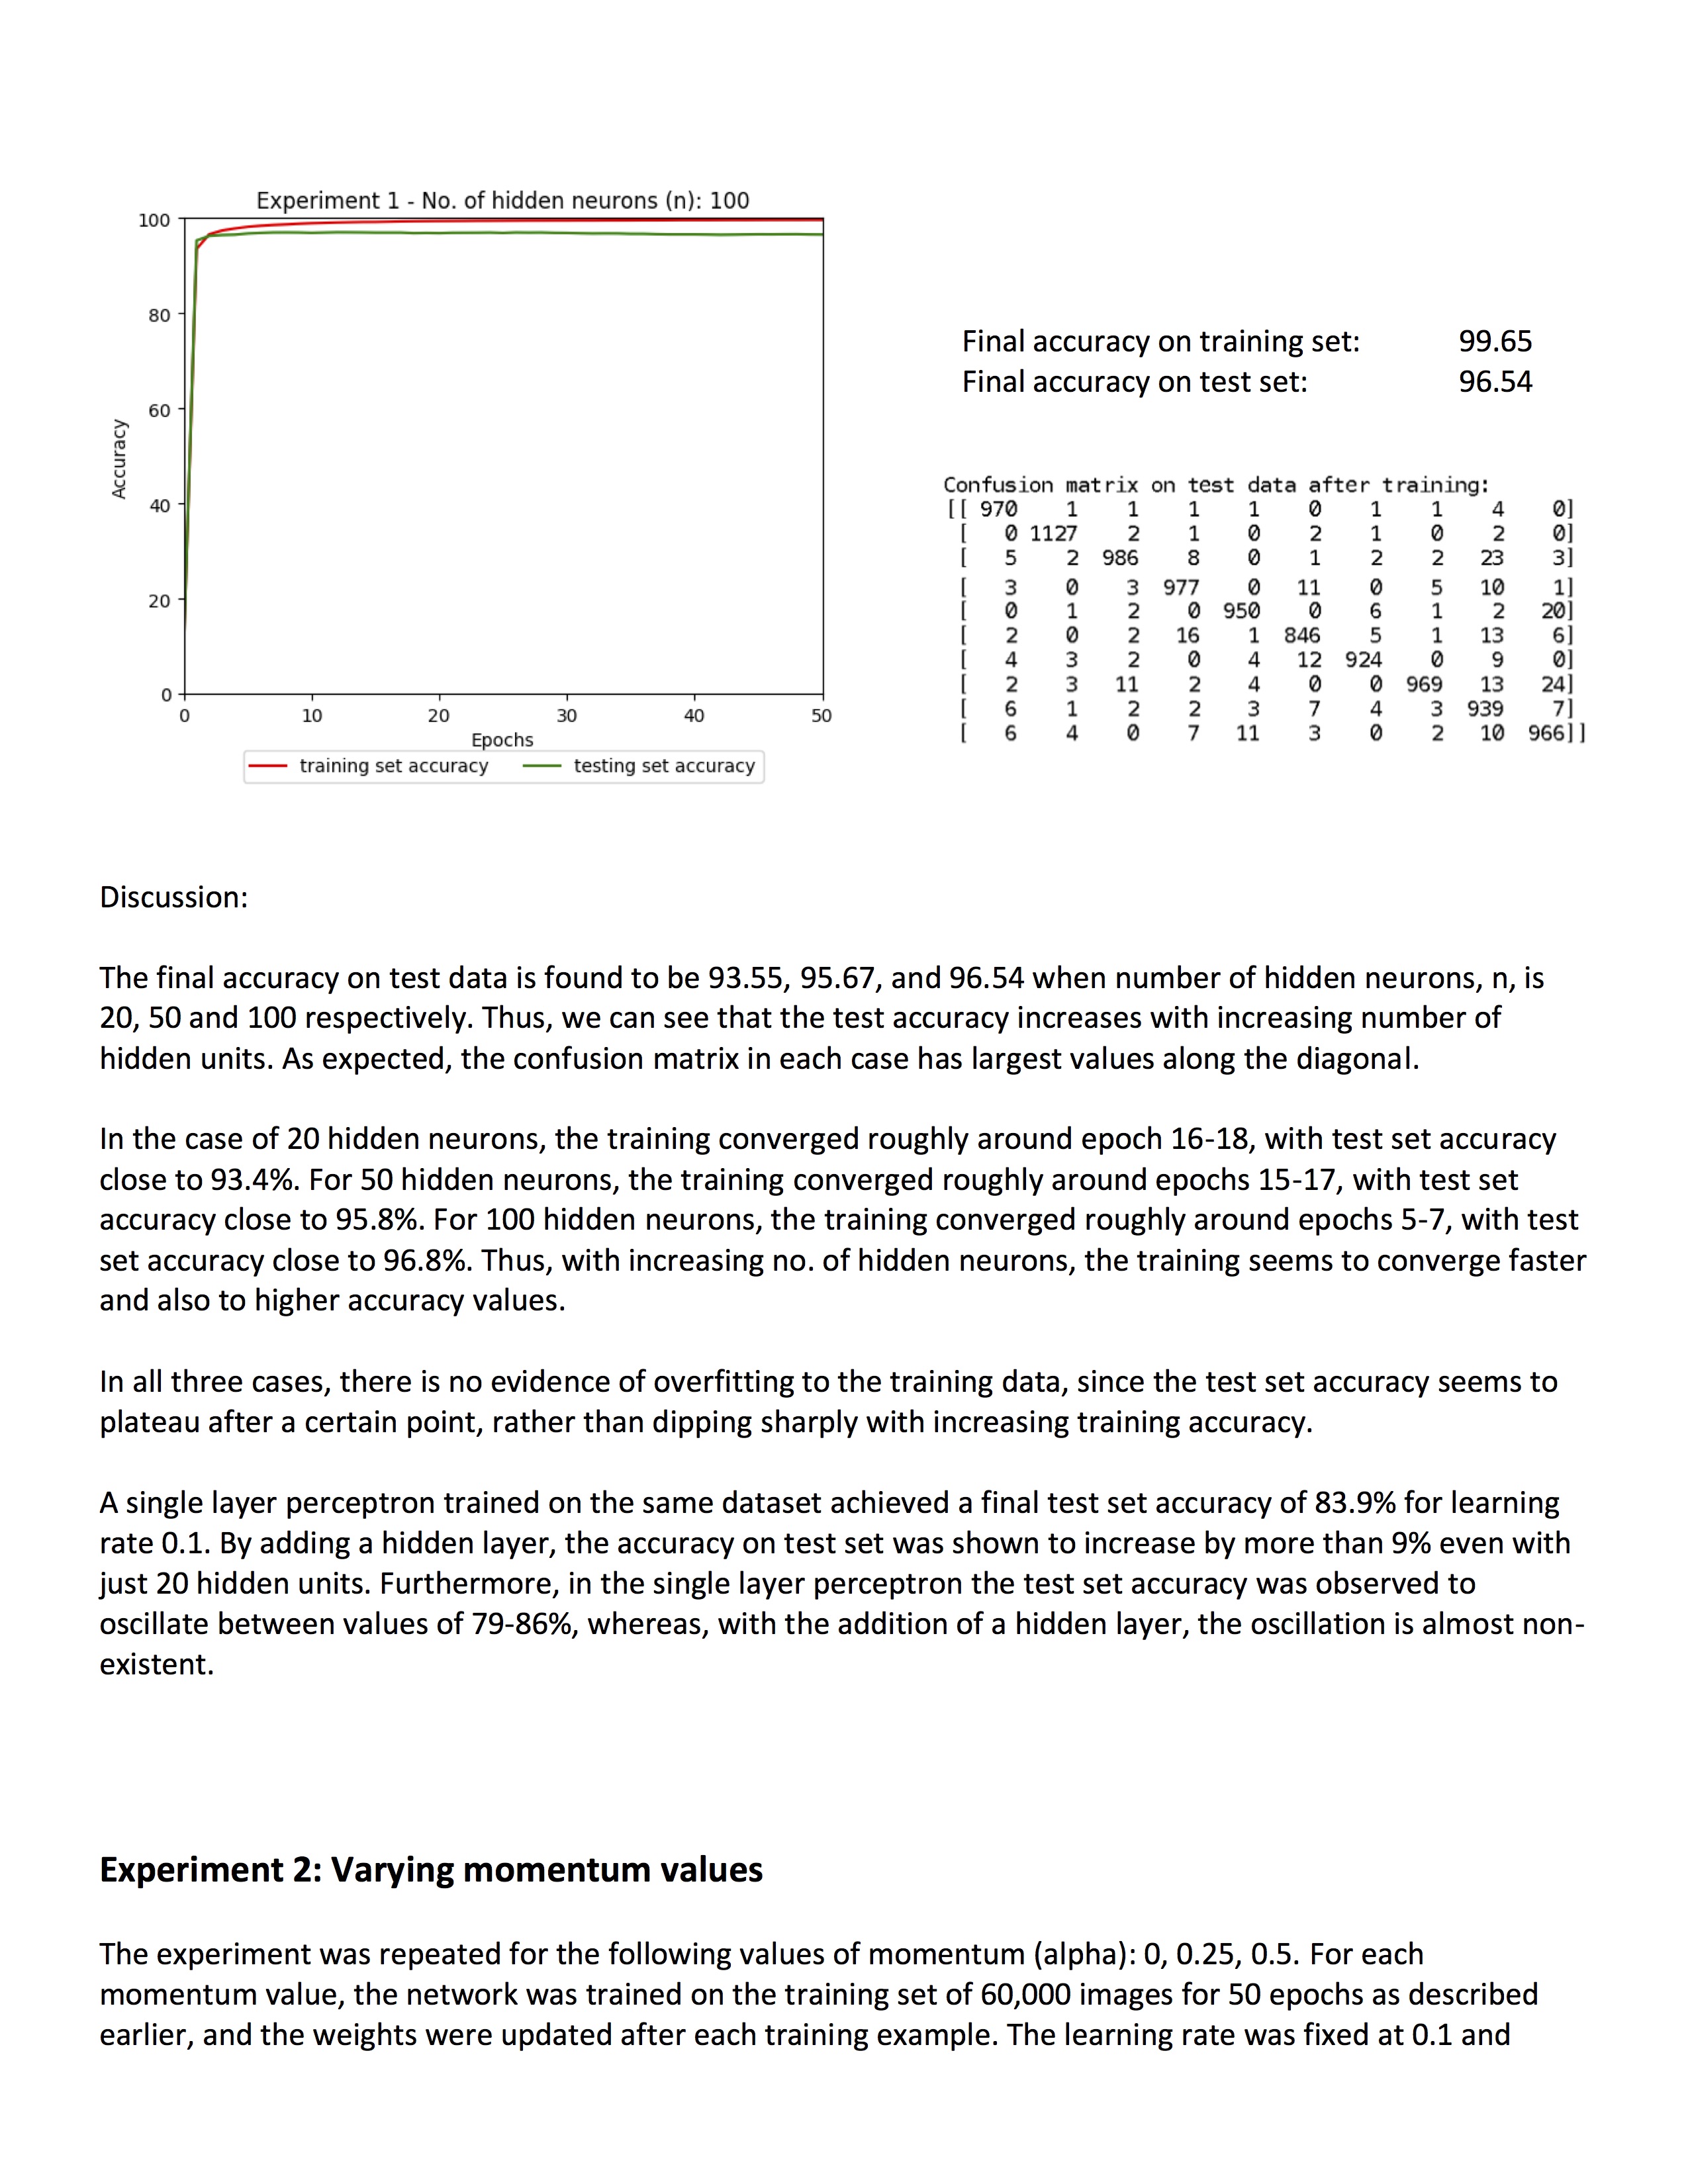 Experiment 1 - No. of hidden neurons (n): 100
100
80
60
40
20
0
Accuracy
0 10 20 30 40 50
Epochs
training set accuracy testing set accuracy
Final accuracy on training set: 99.65
Final accuracy on test set: 96.54
Confusion matrix on test data after training:
[[ 970 1 1 1 1 0 1 1 4 0]
[ 0 1127 2 1 0 2 1 0 2 0]
[ 5 2 986 8 0 1 2 2 23 3]
[ 3 0 3 977 0 11 0 5 10 1]
[ 0 1 2 0 950 0 6 1 2 20]
[ 2 0 2 16 1 846 5 1 13 6]
[ 4 3 2 0 4 12 924 0 9 0]
[ 2 3 11 2 4 0 0 969 13 24]
[ 6 1 2 2 3 7 4 3 939 7]
[ 6 4 0 7 11 3 0 2 10 966]]
Discussion:
The final accuracy on test data is found to be 93.55, 95.67, and 96.54 when number of hidden neurons, n, is
20, 50 and 100 respectively. Thus, we can see that the test accuracy increases with increasing number of
hidden units. As expected, the confusion matrix in each case has largest values along the diagonal.
In the case of 20 hidden neurons, the training converged roughly around epoch 16-18, with test set accuracy
close to 93.4%. For 50 hidden neurons, the training converged roughly around epochs 15-17, with test set
accuracy close to 95.8%. For 100 hidden neurons, the training converged roughly around epochs 5-7, with test
set accuracy close to 96.8%. Thus, with increasing no. of hidden neurons, the training seems to converge faster
and also to higher accuracy values.
In all three cases, there is no evidence of overfitting to the training data, since the test set accuracy seems to
plateau after a certain point, rather than dipping sharply with increasing training accuracy.
A single layer perceptron trained on the same dataset achieved a final test set accuracy of 83.9% for learning
rate 0.1. By adding a hidden layer, the accuracy on test set was shown to increase by more than 9% even with
just 20 hidden units. Furthermore, in the single layer perceptron the test set accuracy was observed to
oscillate between values of 79-86%, whereas, with the addition of a hidden layer, the oscillation is almost non-
existent.
Experiment 2: Varying momentum values
The experiment was repeated for the following values of momentum (alpha): 0, 0.25, 0.5. For each
momentum value, the network was trained on the training set of 60,000 images for 50 epochs as described
earlier, and the weights were updated after each training example. The learning rate was fixed at 0.1 and